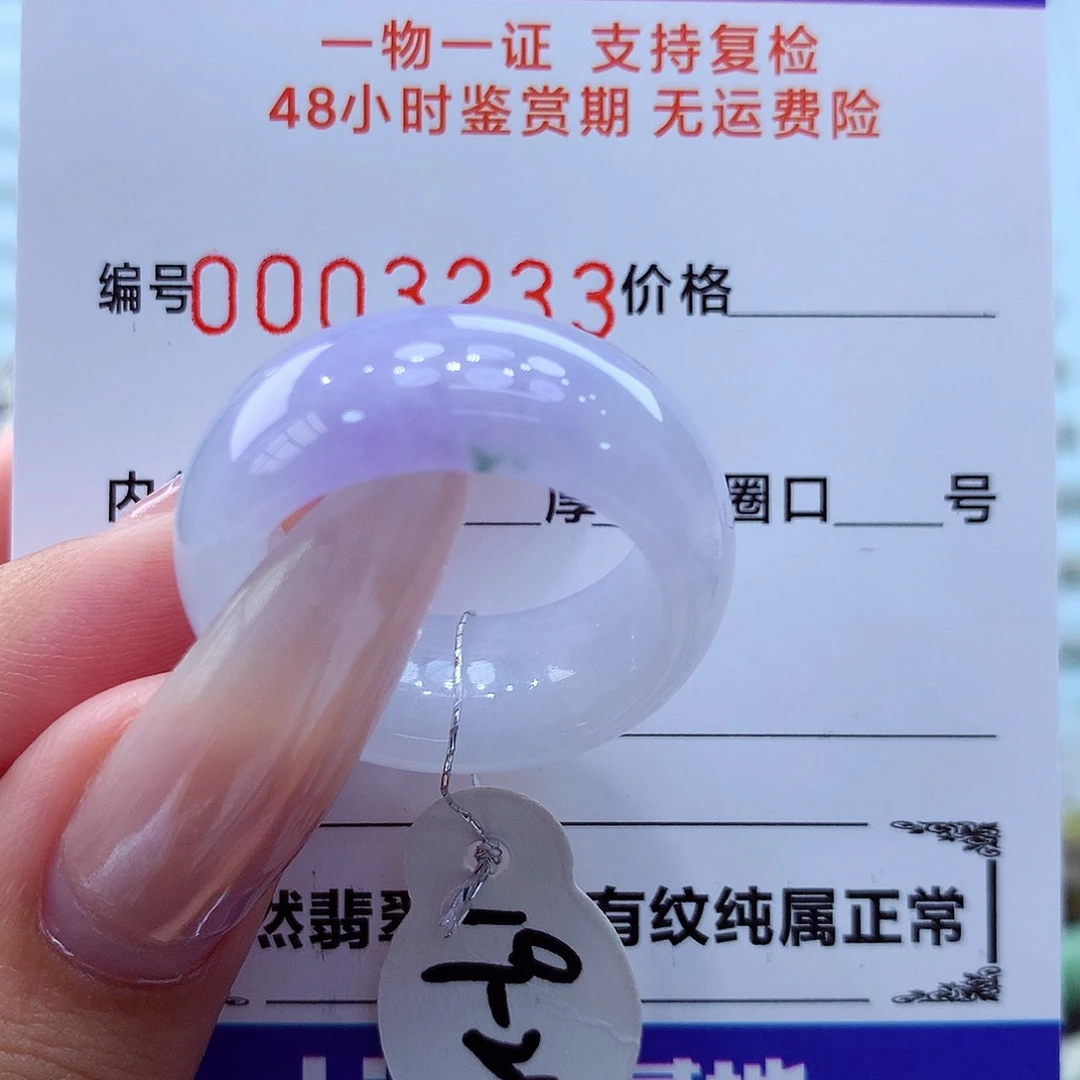 一物一证 支持复检
48小时鉴赏期 无运费险
编号0003233价格
内 厚 圈口 号
然翡翠 有纹纯属正常